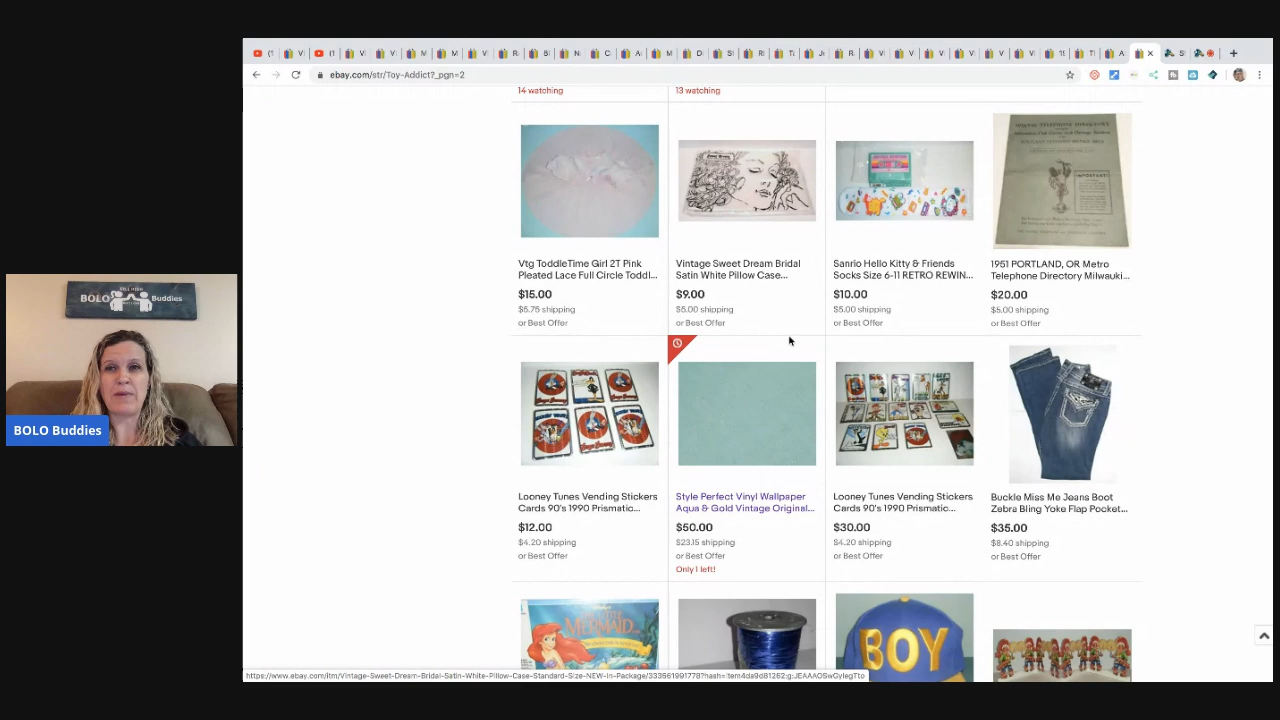 ebay.com/str/Toy-Addict?_pgn=2
14 watching
13 watching
Vtg ToddleTime Girl 2T Pink
Pleated Lace Full Circle Toddl...
$15.00
$5.75 shipping
or Best Offer
Vintage Sweet Dream Bridal
Satin White Pillow Case...
$9.00
$5.00 shipping
or Best Offer
Sanrio Hello Kitty & Friends
Socks Size 6-11 RETRO REWIN...
$10.00
$5.00 shipping
or Best Offer
IMPORTANT!
1951 PORTLAND, OR Metro
Telephone Directory Milwauki...
$20.00
$5.00 shipping
or Best Offer
BOLO Buddies
BOLO Buddies
Looney Tunes Vending Stickers
Cards 90's 1990 Prismatic...
$12.00
$4.20 shipping
or Best Offer
Style Perfect Vinyl Wallpaper
Aqua & Gold Vintage Original...
$50.00
$23.15 shipping
or Best Offer
Only 1 left!
Looney Tunes Vending Stickers
Cards 90's 1990 Prismatic...
$30.00
$4.20 shipping
or Best Offer
Buckle Miss Me Jeans Boot
Zebra Bling Yoke Flap Pocket...
$35.00
$8.40 shipping
or Best Offer
MERMAID
BOY